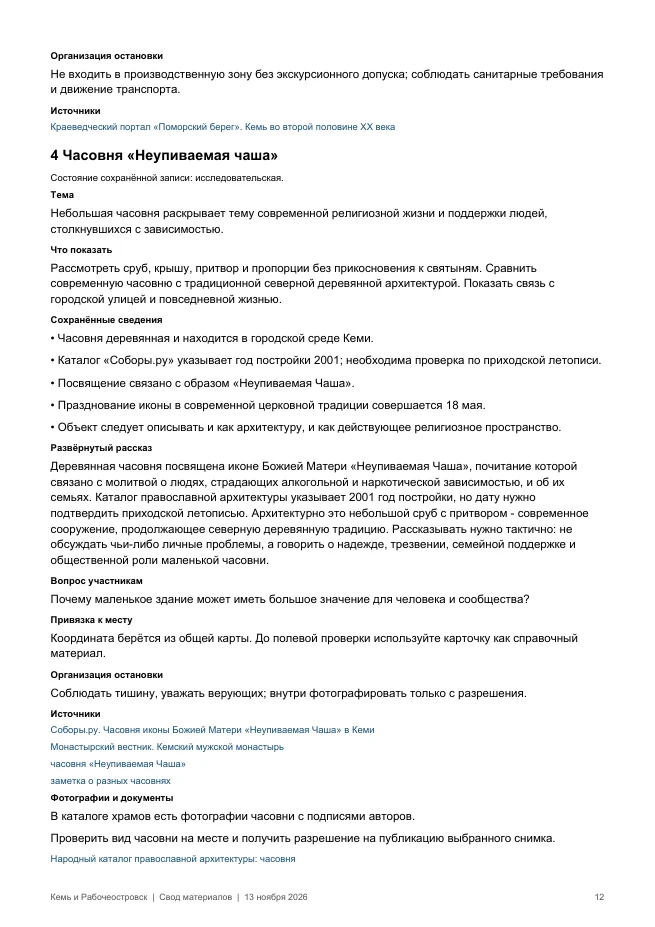 Организация остановки
Не входить в производственную зону без экскурсионного допуска; соблюдать санитарные требования
и движение транспорта.
Источники
Краеведческий портал «Поморский берег». Кемь во второй половине XX века
4 Часовня «Неупиваемая чаша»
Состояние сохранённой записи: исследовательская.
Тема
Небольшая часовня раскрывает тему современной религиозной жизни и поддержки людей,
столкнувшихся с зависимостью.
Что показать
Рассмотреть сруб, крышу, притвор и пропорции без прикосновения к святыням. Сравнить
современную часовню с традиционной северной деревянной архитектурой. Показать связь с
городской улицей и повседневной жизнью.
Сохранённые сведения
• Часовня деревянная и находится в городской среде Кеми.
• Каталог «Соборы.ру» указывает год постройки 2001; необходима проверка по приходской летописи.
• Посвящение связано с образом «Неупиваемая Чаша».
• Празднование иконы в современной церковной традиции совершается 18 мая.
• Объект следует описывать и как архитектуру, и как действующее религиозное пространство.
Развёрнутый рассказ
Деревянная часовня посвящена иконе Божией Матери «Неупиваемая Чаша», почитание которой
связано с молитвой о людях, страдающих алкогольной и наркотической зависимостью, и об их
семьях. Каталог православной архитектуры указывает 2001 год постройки, но дату нужно
подтвердить приходской летописью. Архитектурно это небольшой сруб с притвором - современное
сооружение, продолжающее северную деревянную традицию. Рассказывать нужно тактично: не
обсуждать чьи-либо личные проблемы, а говорить о надежде, трезвении, семейной поддержке и
общественной роли маленькой часовни.
Вопрос участникам
Почему маленькое здание может иметь большое значение для человека и сообщества?
Привязка к месту
Координата берётся из общей карты. До полевой проверки используйте карточку как справочный
материал.
Организация остановки
Соблюдать тишину, уважать верующих; внутри фотографировать только с разрешения.
Источники
Соборы.ру. Часовня иконы Божией Матери «Неупиваемая Чаша» в Кеми
Монастырский вестник. Кемский мужской монастырь
часовня «Неупиваемая Чаша»
заметка о разных часовнях
Фотографии и документы
В каталоге храмов есть фотографии часовни с подписями авторов.
Проверить вид часовни на месте и получить разрешение на публикацию выбранного снимка.
Народный каталог православной архитектуры: часовня
Кемь и Рабочеостровск | Свод материалов | 13 ноября 2026
12